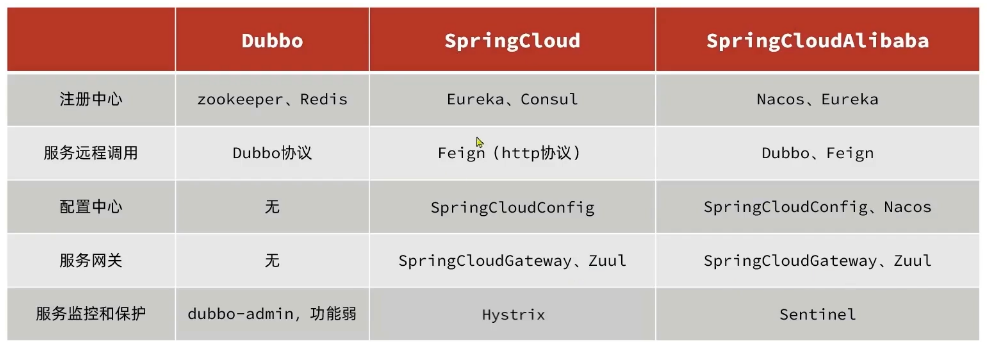 Dubbo SpringCloud SpringCloudAlibaba
注册中心 zookeeper、Redis Eureka、Consul Nacos、Eureka
服务远程调用 Dubbo协议 Feign（http协议） Dubbo、Feign
配置中心 无 SpringCloudConfig SpringCloudConfig、Nacos
服务网关 无 SpringCloudGateway、Zuul SpringCloudGateway、Zuul
服务监控和保护 dubbo-admin，功能弱 Hystrix Sentinel